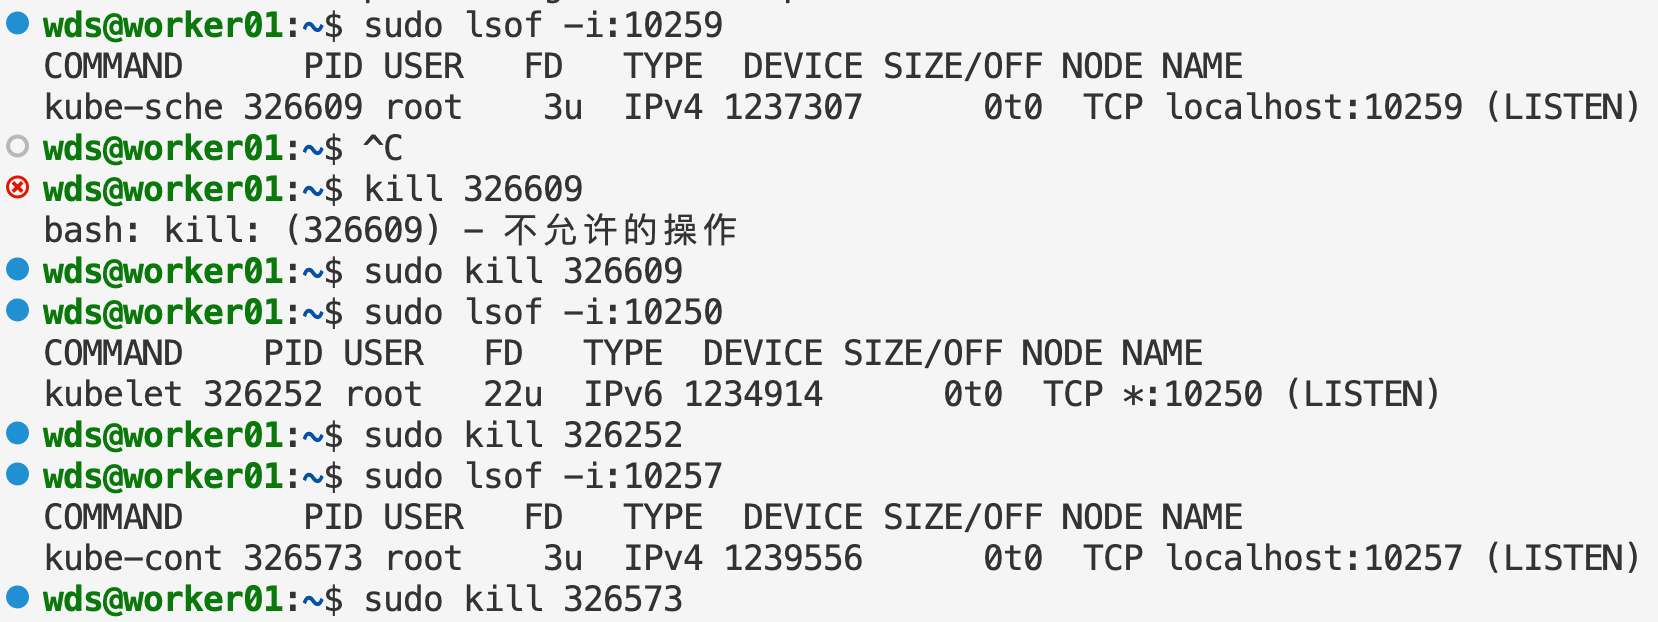 wds@worker01:~$ sudo lsof -i:10259
COMMAND      PID USER   FD   TYPE  DEVICE SIZE/OFF NODE NAME
kube-sche 326609 root    3u  IPv4 1237307      0t0  TCP localhost:10259 (LISTEN)
wds@worker01:~$ ^C
wds@worker01:~$ kill 326609
bash: kill: (326609) - 不允许的操作
wds@worker01:~$ sudo kill 326609
wds@worker01:~$ sudo lsof -i:10250
COMMAND    PID USER   FD   TYPE  DEVICE SIZE/OFF NODE NAME
kubelet 326252 root   22u  IPv6 1234914      0t0  TCP *:10250 (LISTEN)
wds@worker01:~$ sudo kill 326252
wds@worker01:~$ sudo lsof -i:10257
COMMAND      PID USER   FD   TYPE  DEVICE SIZE/OFF NODE NAME
kube-cont 326573 root    3u  IPv4 1239556      0t0  TCP localhost:10257 (LISTEN)
wds@worker01:~$ sudo kill 326573